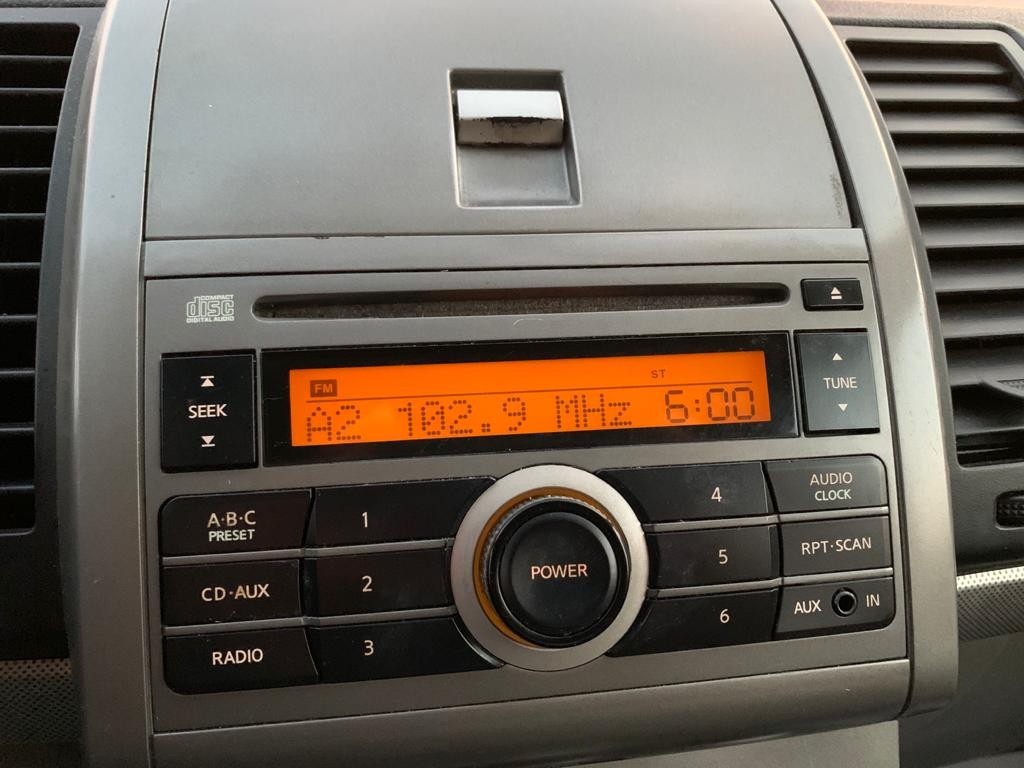 COMPACT
disc
DIGITAL AUDIO
SEEK
FM
ST
A2 102.9 MHz 6:00
TUNE
A·B·C
PRESET
1
4
AUDIO
CLOCK
CD·AUX
2
POWER
5
RPT·SCAN
RADIO
3
6
AUX IN